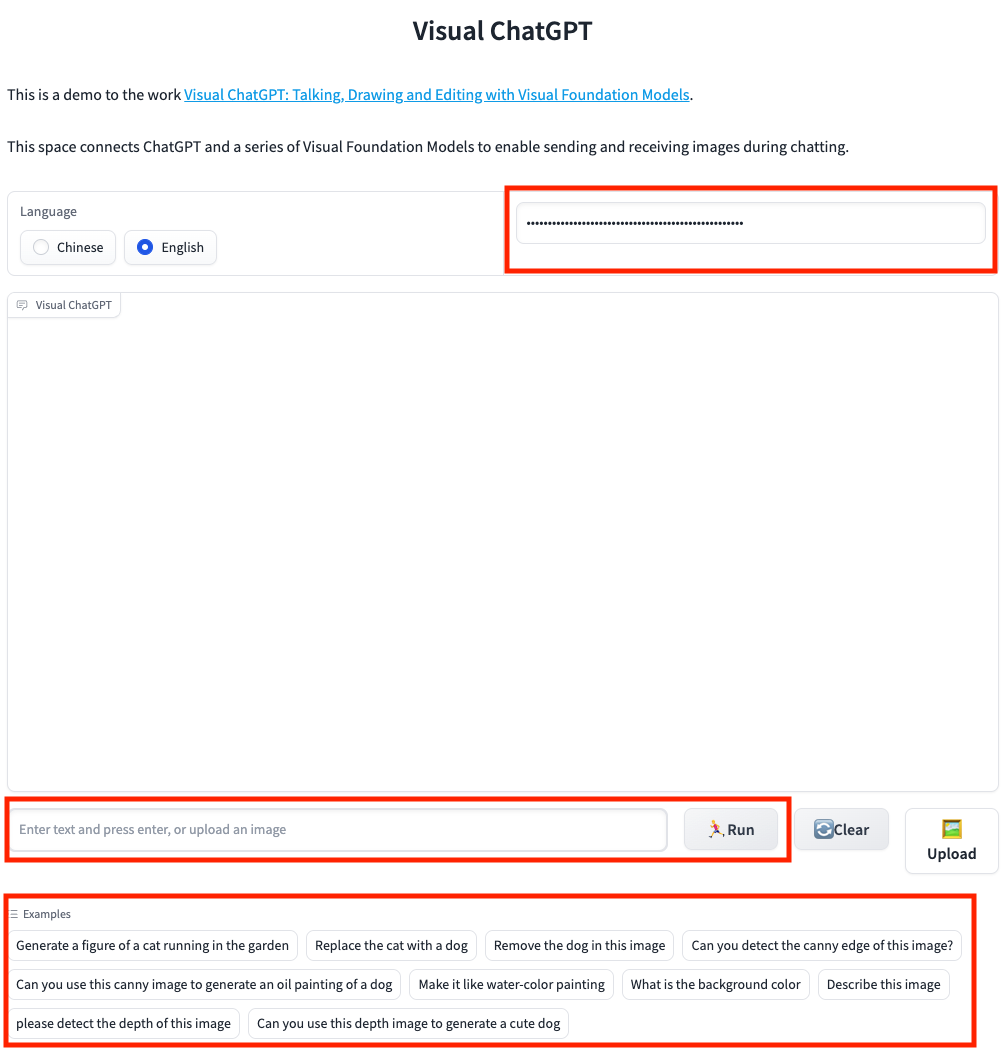 Visual ChatGPT
This is a demo to the work Visual ChatGPT: Talking, Drawing and Editing with Visual Foundation Models.
This space connects ChatGPT and a series of Visual Foundation Models to enable sending and receiving images during chatting.
Language
Chinese English
Visual ChatGPT
Enter text and press enter, or upload an image
Run
Clear
Upload
Examples
Generate a figure of a cat running in the garden
Replace the cat with a dog
Remove the dog in this image
Can you detect the canny edge of this image?
Can you use this canny image to generate an oil painting of a dog
Make it like water-color painting
What is the background color
Describe this image
please detect the depth of this image
Can you use this depth image to generate a cute dog